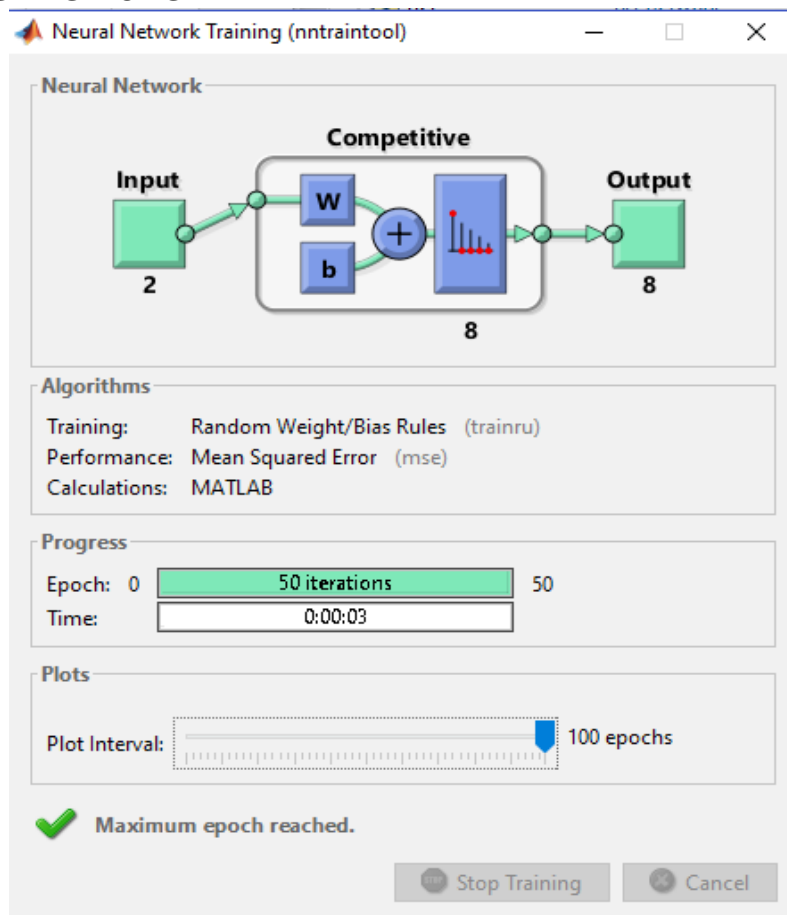 Neural Network Training (nntraintool)
Neural Network
Competitive
Input
Output
W
+
b
2
8
8
Algorithms
Training: Random Weight/Bias Rules (trainru)
Performance: Mean Squared Error (mse)
Calculations: MATLAB
Progress
Epoch: 0 50 iterations 50
Time: 0:00:03
Plots
Plot Interval: 100 epochs
Maximum epoch reached.
Stop Training Cancel